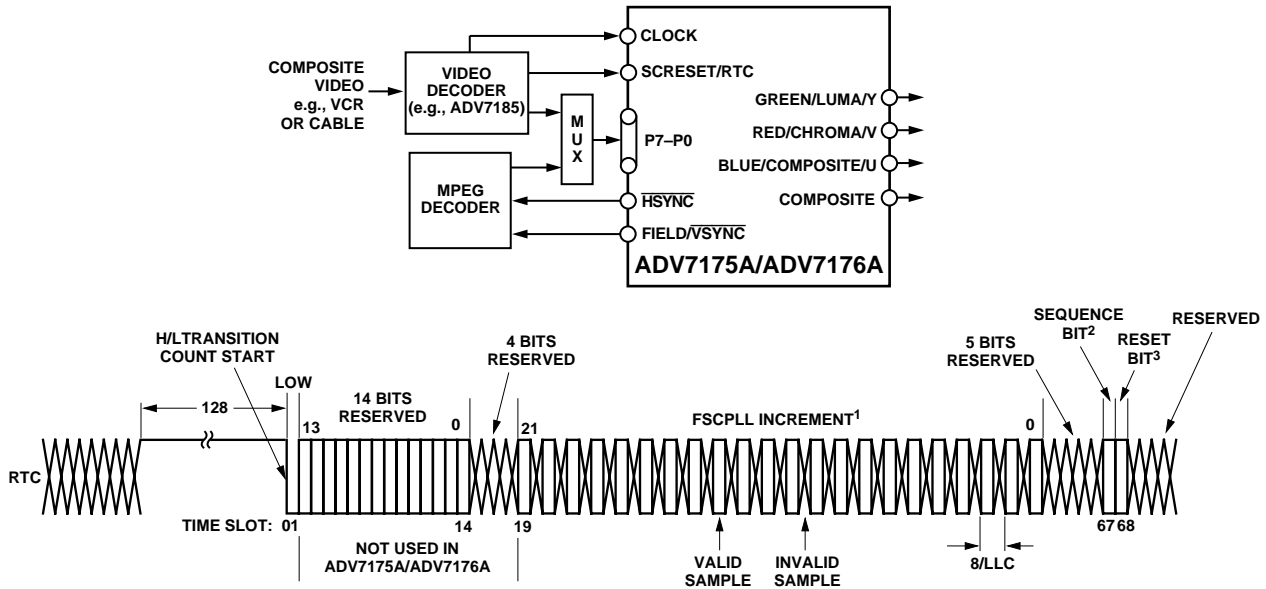 COMPOSITE
VIDEO
e.g., VCR
OR CABLE
VIDEO
DECODER
(e.g., ADV7185)
MPEG
DECODER
M
U
X
CLOCK
SCRESET/RTC
P7–P0
HSYNC
FIELD/VSYNC
GREEN/LUMA/Y
RED/CHROMA/V
BLUE/COMPOSITE/U
COMPOSITE
ADV7175A/ADV7176A
H/LTRANSITION
COUNT START
LOW
128
13
14 BITS
RESERVED
0
4 BITS
RESERVED
21
FSCPLL INCREMENT1
0
5 BITS
RESERVED
SEQUENCE
BIT2
RESET
BIT3
RESERVED
RTC
TIME SLOT: 01
14
19
67 68
NOT USED IN
ADV7175A/ADV7176A
VALID
SAMPLE
INVALID
SAMPLE
8/LLC